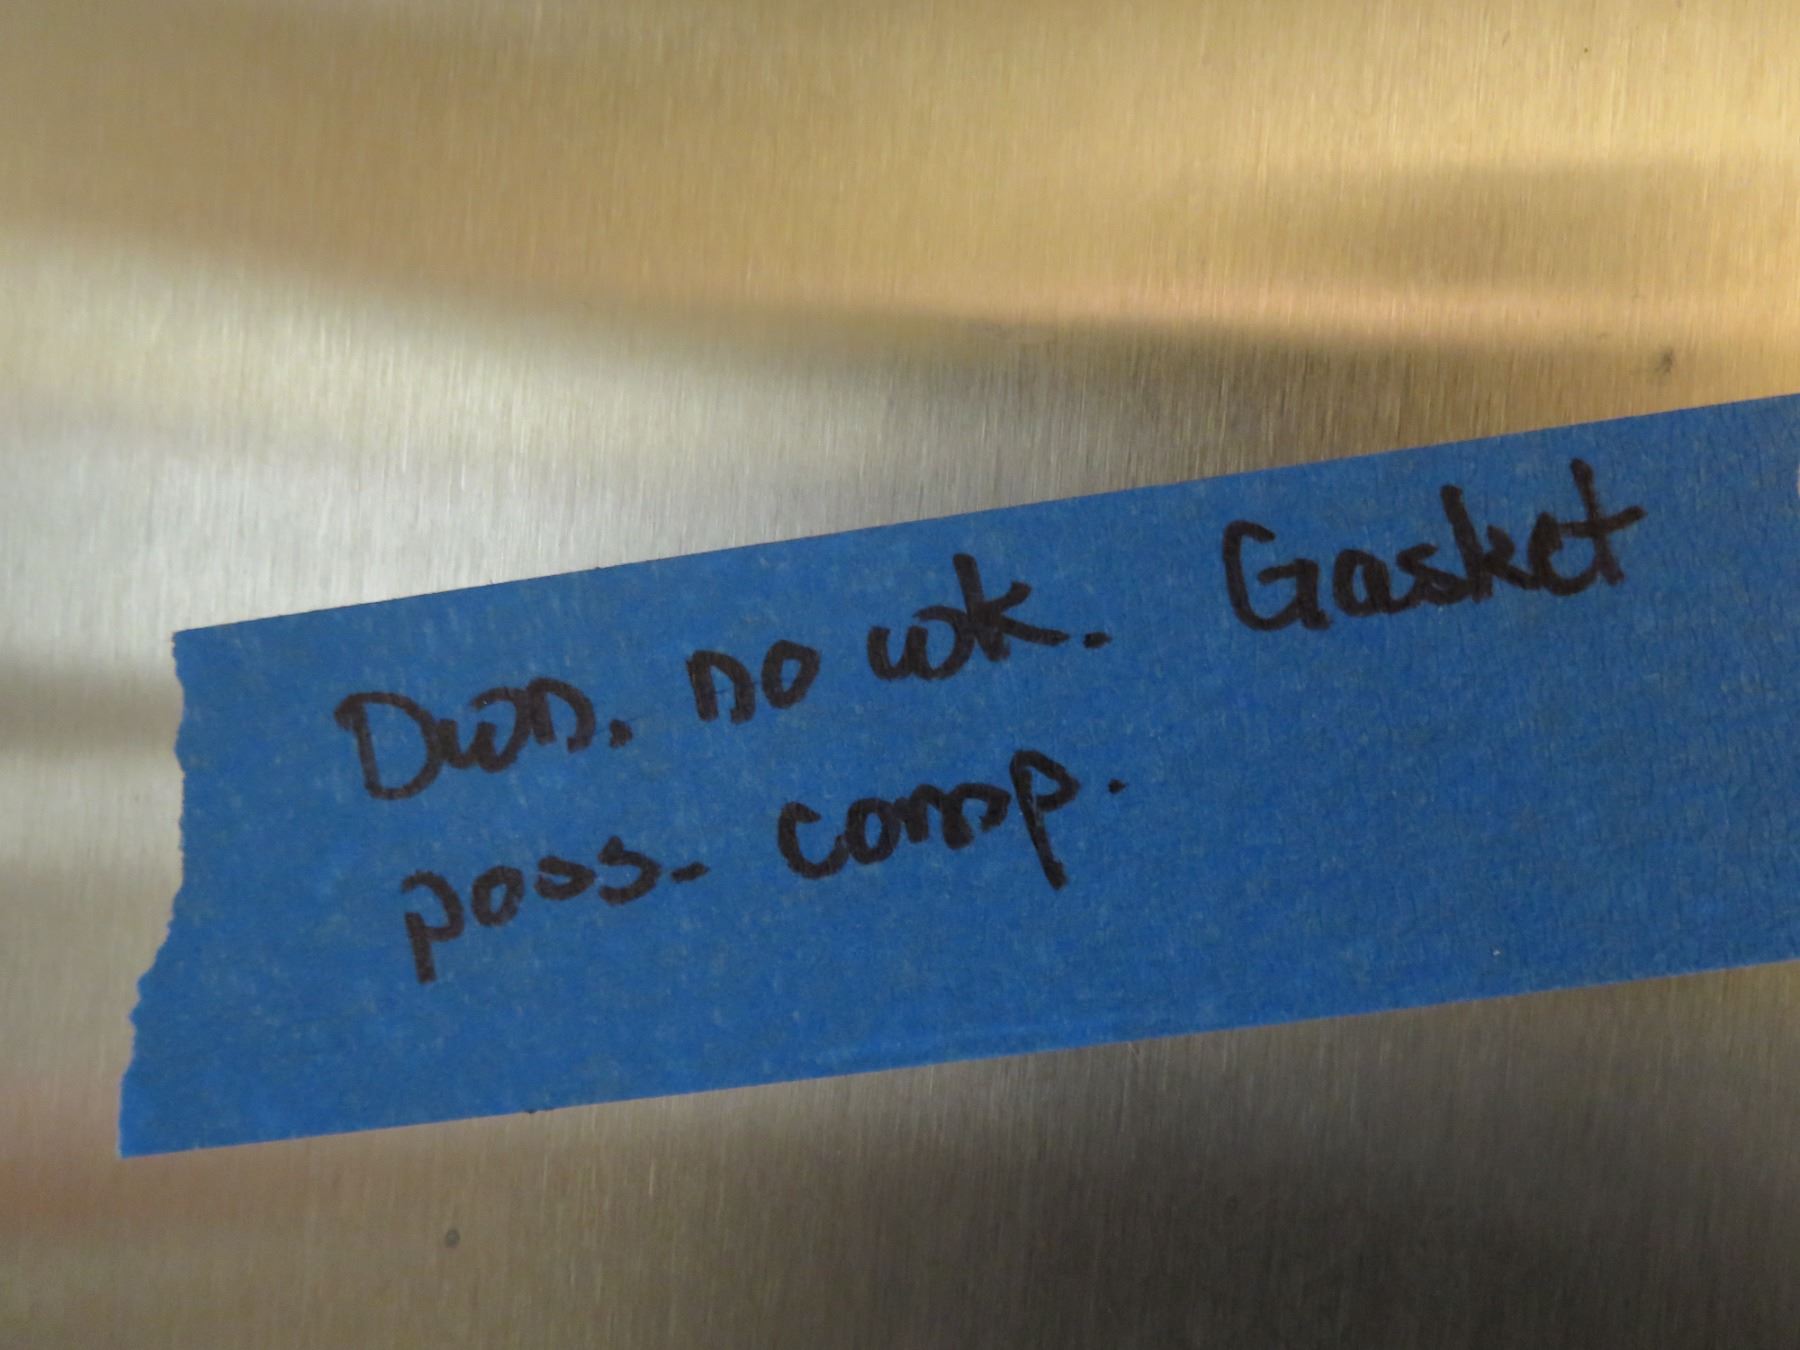 Dwn. no wk. Gasket
poss. comp.